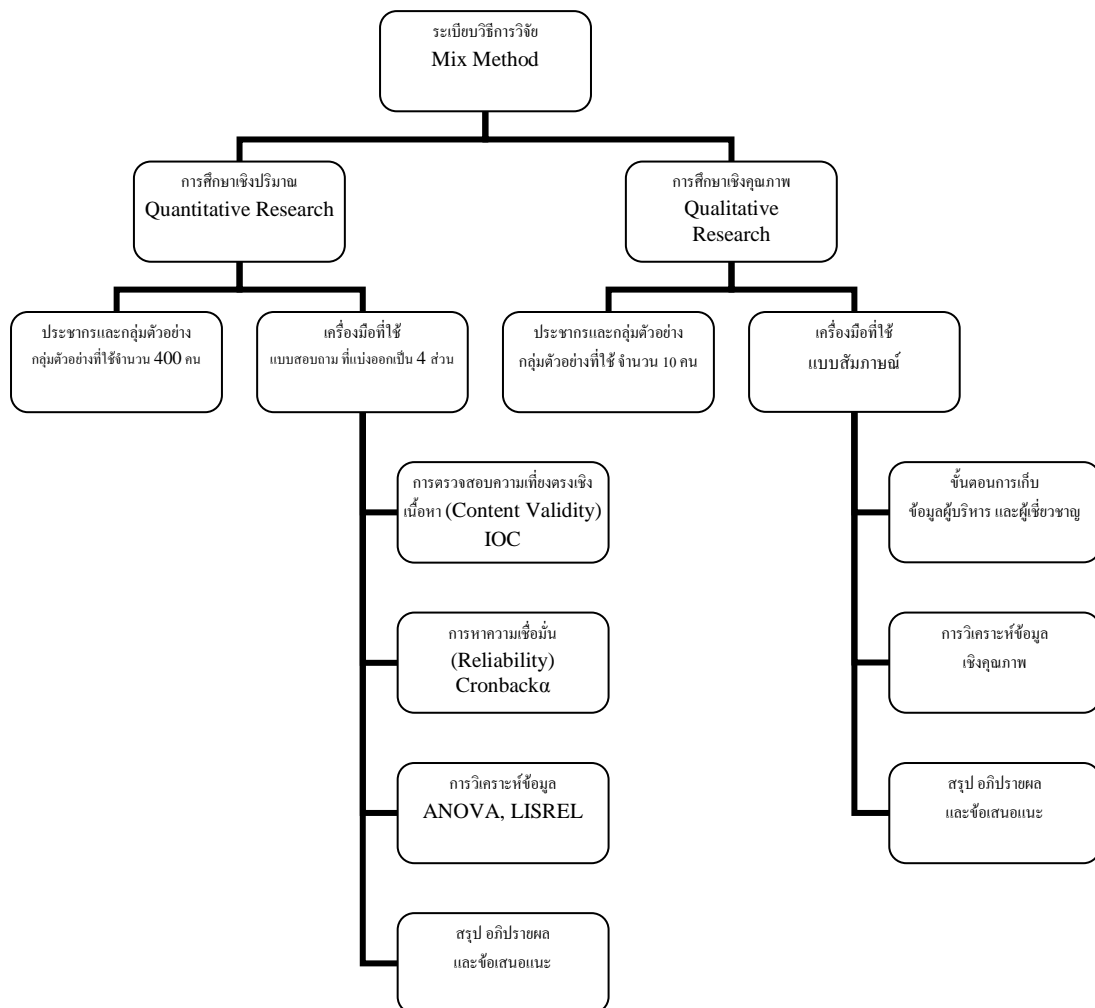 ระเบียบวิธีการวิจัย
Mix Method
การศึกษาเชิงปริมาณ
Quantitative Research
การศึกษาเชิงคุณภาพ
Qualitative
Research
ประชากรและกลุ่มตัวอย่าง
กลุ่มตัวอย่างที่ใช้จำนวน 400 คน
เครื่องมือที่ใช้
แบบสอบถาม ที่แบ่งออกเป็น 4 ส่วน
ประชากรและกลุ่มตัวอย่าง
กลุ่มตัวอย่างที่ใช้ จำนวน 10 คน
เครื่องมือที่ใช้
แบบสัมภาษณ์
การตรวจสอบความเที่ยงตรงเชิง
เนื้อหา (Content Validity)
IOC
ขั้นตอนการเก็บ
ข้อมูลผู้บริหาร และผู้เชี่ยวชาญ
การหาความเชื่อมั่น
(Reliability)
Cronbackα
การวิเคราะห์ข้อมูล
เชิงคุณภาพ
การวิเคราะห์ข้อมูล
ANOVA, LISREL
สรุป อภิปรายผล
และข้อเสนอแนะ
สรุป อภิปรายผล
และข้อเสนอแนะ